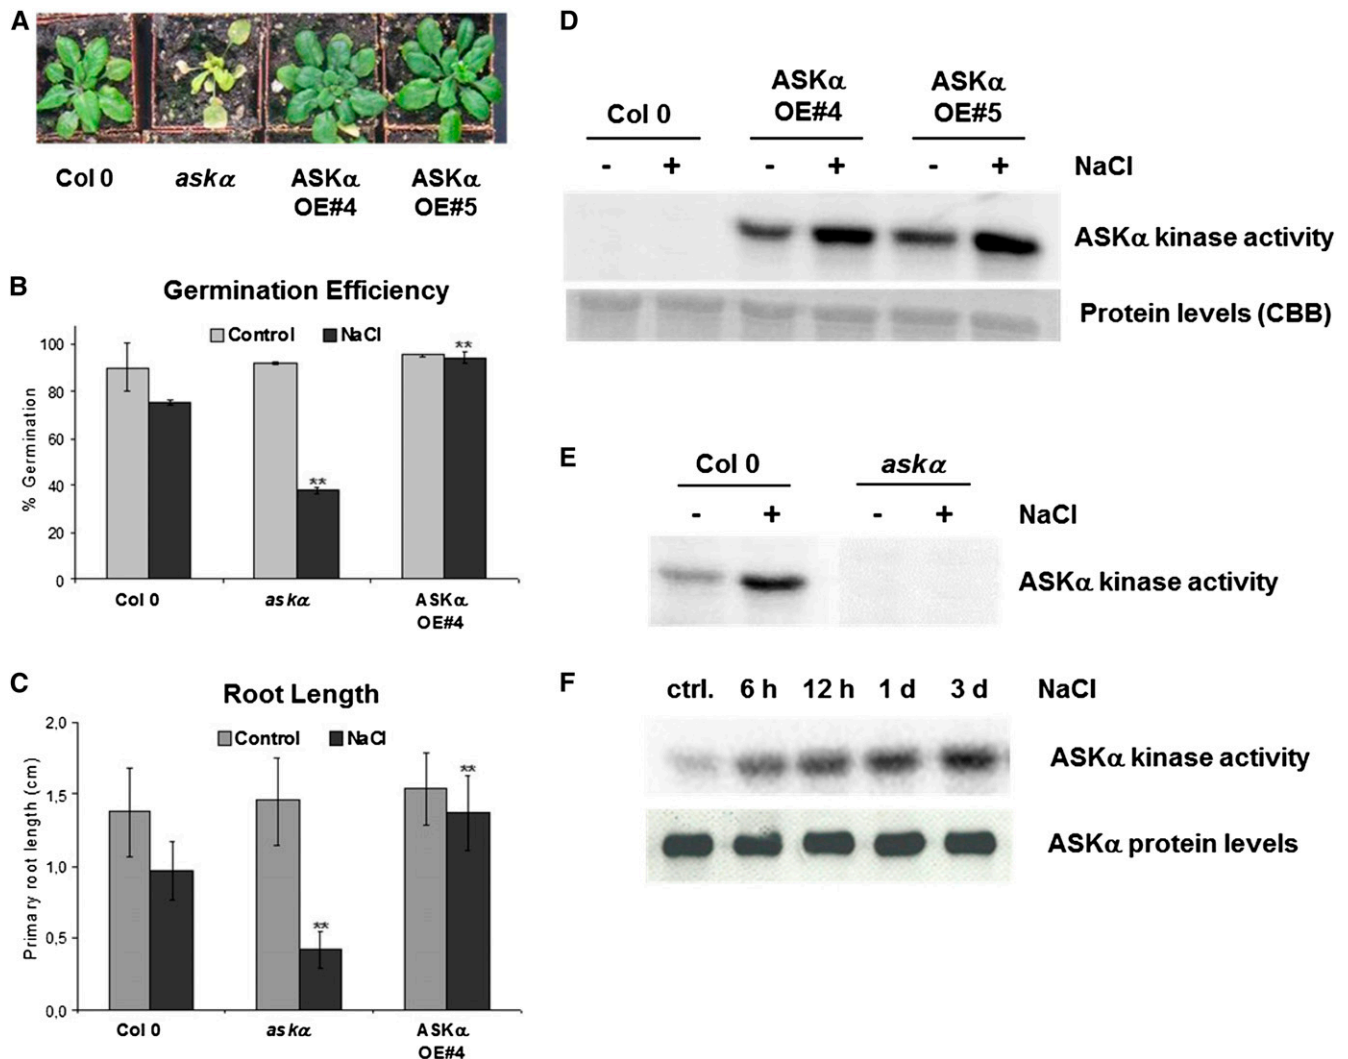 A
Col 0
askα
ASKα
OE#4
ASKα
OE#5
B
Germination Efficiency
Control
NaCl
100
80
60
40
20
0
% Germination
**
**
Col 0
askα
ASKα
OE#4
C
Root Length
Control
NaCl
2,0
1,5
1,0
0,5
0,0
Primary root length (cm)
**
**
Col 0
askα
ASKα
OE#4
D
Col 0
ASKα
OE#4
ASKα
OE#5
- + - + - + NaCl
ASKα kinase activity
Protein levels (CBB)
E
Col 0
askα
- + - + NaCl
ASKα kinase activity
F
ctrl. 6 h 12 h 1 d 3 d NaCl
ASKα kinase activity
ASKα protein levels